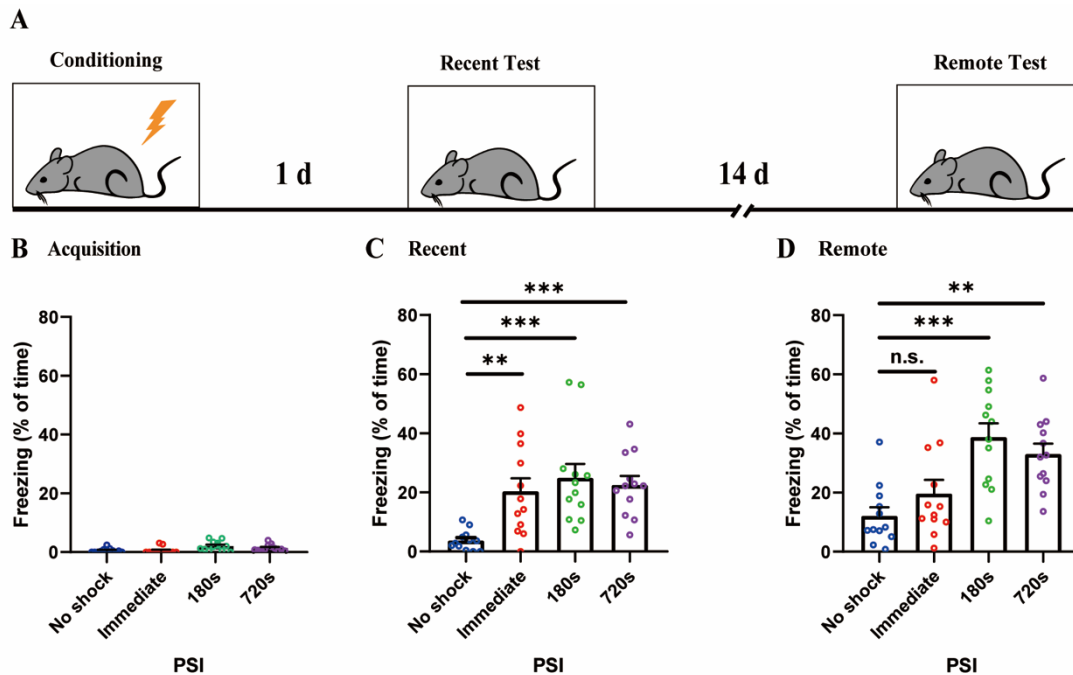 A
Conditioning
Recent Test
Remote Test
1 d
14 d
B Acquisition
Freezing (% of time)
80
60
40
20
0
No shock
Immediate
180s
720s
PSI
C Recent
Freezing (% of time)
80
60
40
20
0
***
***
**
No shock
Immediate
180s
720s
PSI
D Remote
Freezing (% of time)
80
60
40
20
0
**
***
n.s.
No shock
Immediate
180s
720s
PSI